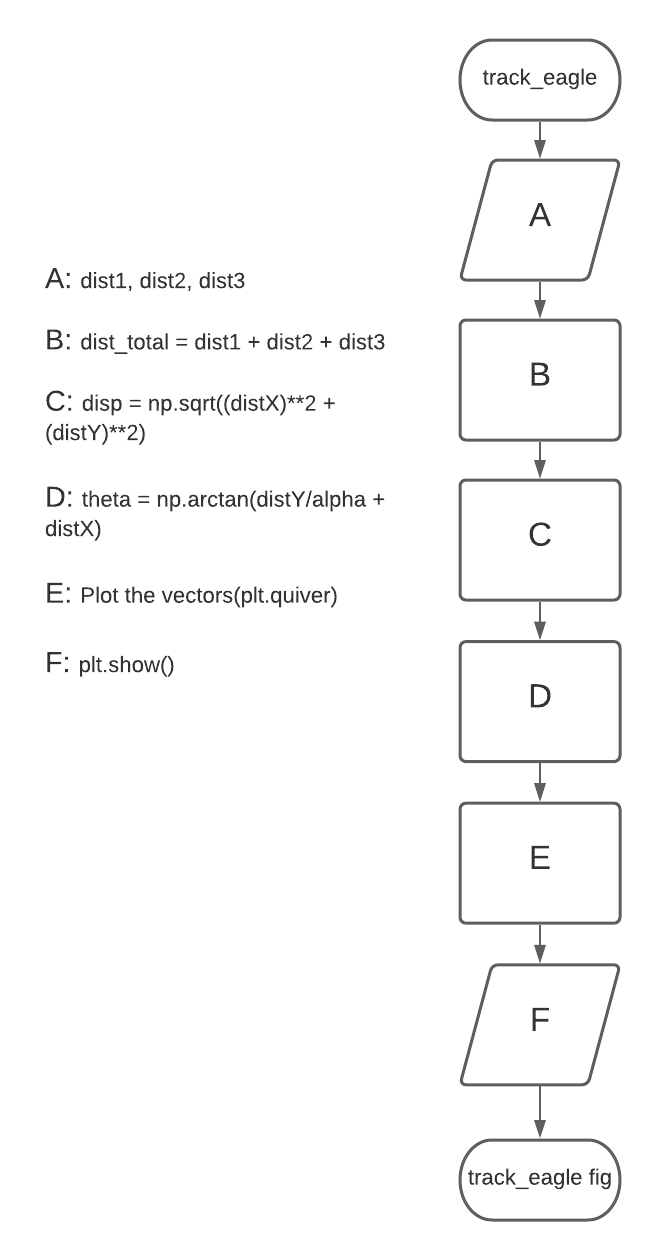 track_eagle
A
A: dist1, dist2, dist3
B: dist_total = dist1 + dist2 + dist3
B
C: disp = np.sqrt((distX)**2 +
(distY)**2)
D: theta = np.arctan(distY/alpha +
distX)
C
E: Plot the vectors(plt.quiver)
F: plt.show()
D
E
F
track_eagle fig